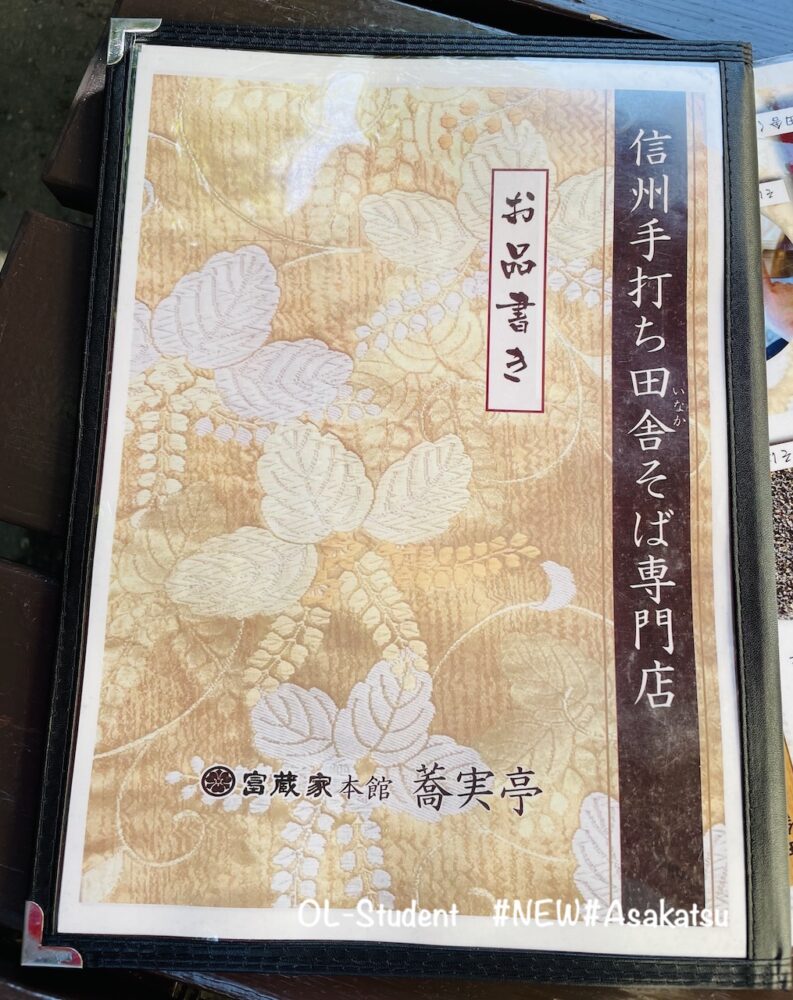 信州手打ち田舎そば専門店
いなか
お品書き
富蔵家本館 蕎実亭
OL-Student #NEW#Asakatsu